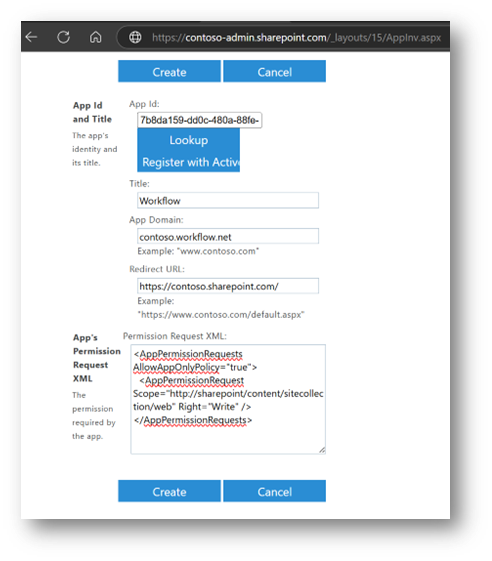 https://contoso-admin.sharepoint.com/_layouts/15/AppInv.aspx
Create Cancel
App Id and Title
The app's identity and its title.
App Id:
7b8da159-dd0c-480a-88fe-
Lookup
Register with Active
Title:
Workflow
App Domain:
contoso.workflow.net
Example: "www.contoso.com"
Redirect URL:
https://contoso.sharepoint.com/
Example:
"https://www.contoso.com/default.aspx"
App's
Permission
Request
XML
The
permission
required by
the app.
Permission Request XML:
<AppPermissionRequests
AllowAppOnlyPolicy="true">
<AppPermissionRequest
Scope="http://sharepoint/content/sitecolle
ction/web" Right="Write" />
</AppPermissionRequests>
Create Cancel